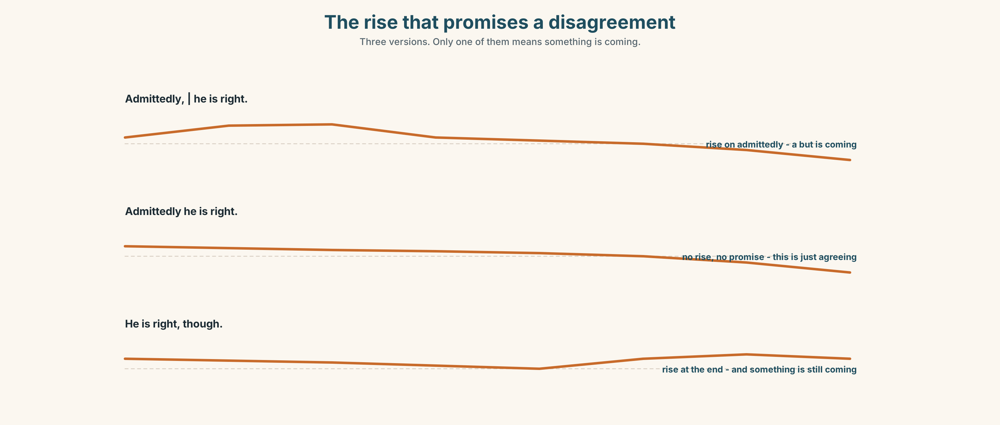 The rise that promises a disagreement
Three versions. Only one of them means something is coming.
Admittedly, | he is right.
rise on admittedly - a but is coming
Admittedly he is right.
no rise, no promise - this is just agreeing
He is right, though.
rise at the end - and something is still coming